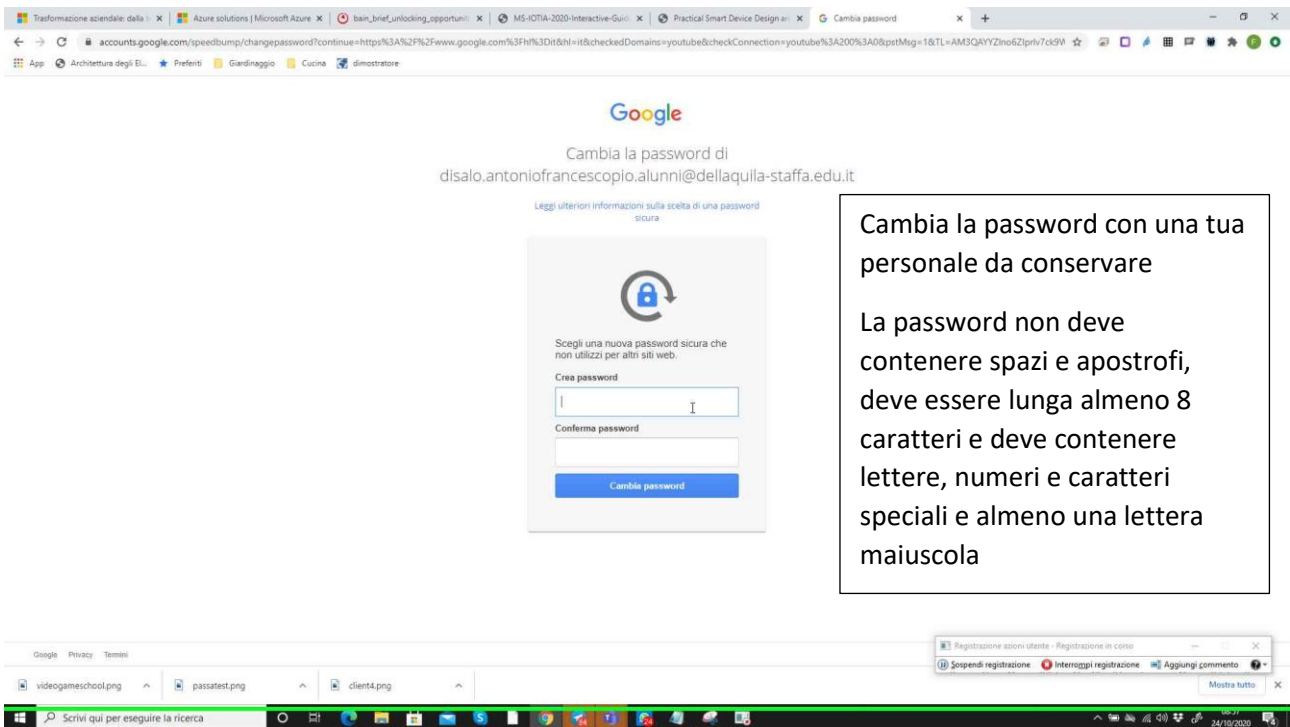 Trasformazione aziendale: dalla
Azure solutions | Microsoft Azure
bain_brief_unlocking_opportuniti
MS-IOTIA-2020-Interactive-Guid
Practical Smart Device Design an
Cambia password
App
Architettura degli El...
Preferiti
Giardinaggio
Cucina
dimostratore
Google
Cambia la password di
disalo.antoniofrancescopio.alunni@dellaquila-staffa.edu.it
Leggi ulteriori informazioni sulla scelta di una password
sicura
Scegli una nuova password sicura che
non utilizzi per altri siti web.
Crea password
Conferma password
Cambia password
Cambia la password con una tua
personale da conservare
La password non deve
contenere spazi e apostrofi,
deve essere lunga almeno 8
caratteri e deve contenere
lettere, numeri e caratteri
speciali e almeno una lettera
maiuscola
Google Privacy Termini
Registrazione azioni utente - Registrazione in corso
Sospendi registrazione
Interrompi registrazione
Aggiungi commento
videogameschool.png
passatest.png
client4.png
Mostra tutto
Scrivi qui per eseguire la ricerca
24/10/2020